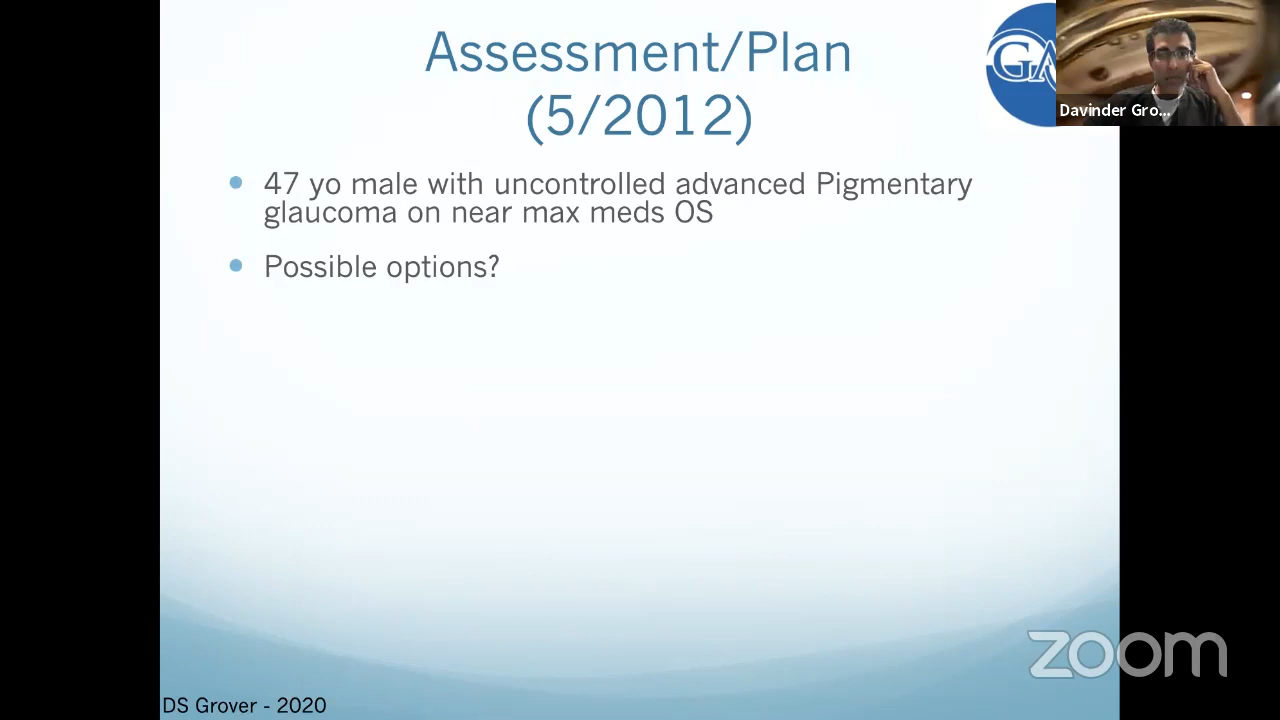 Assessment/Plan
(5/2012)
GA
Davinder Gro...
47 yo male with uncontrolled advanced Pigmentary
glaucoma on near max meds OS
Possible options?
zoom
DS Grover - 2020